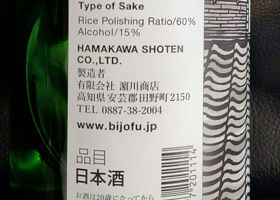 Type of Sake
Rice Polishing Ratio/60%
Alcohol/15%
HAMAKAWA SHOTEN
CO.,LTD.
製造者
有限会社 濵川商店
高知県安芸郡田野町2150
TEL 0887-38-2004
www.bijofu.jp
品目
日本酒
お酒は20歳になってから
7201114